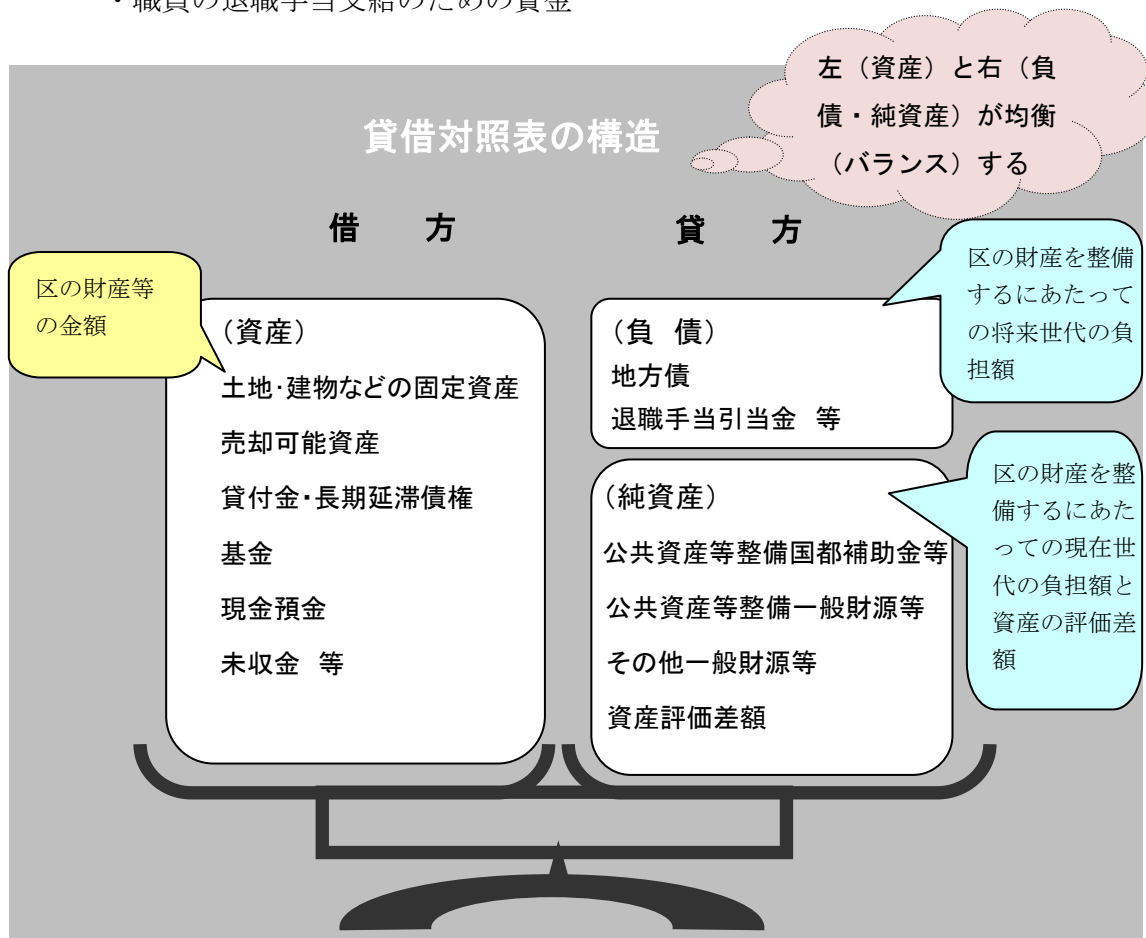 ・職員の退職手当支給のための資金
左（資産）と右（負
債・純資産）が均衡
（バランス）する
貸借対照表の構造
借　方
貸　方
区の財産等
の金額
（資産）
土地・建物などの固定資産
売却可能資産
貸付金・長期延滞債権
基金
現金預金
未収金　等
（負　債）
地方債
退職手当引当金　等
区の財産を整備
するにあたって
の将来世代の負
担額
（純資産）
公共資産等整備国都補助金等
公共資産等整備一般財源等
その他一般財源等
資産評価差額
区の財産を整
備するにあた
っての現在世
代の負担額と
資産の評価差
額